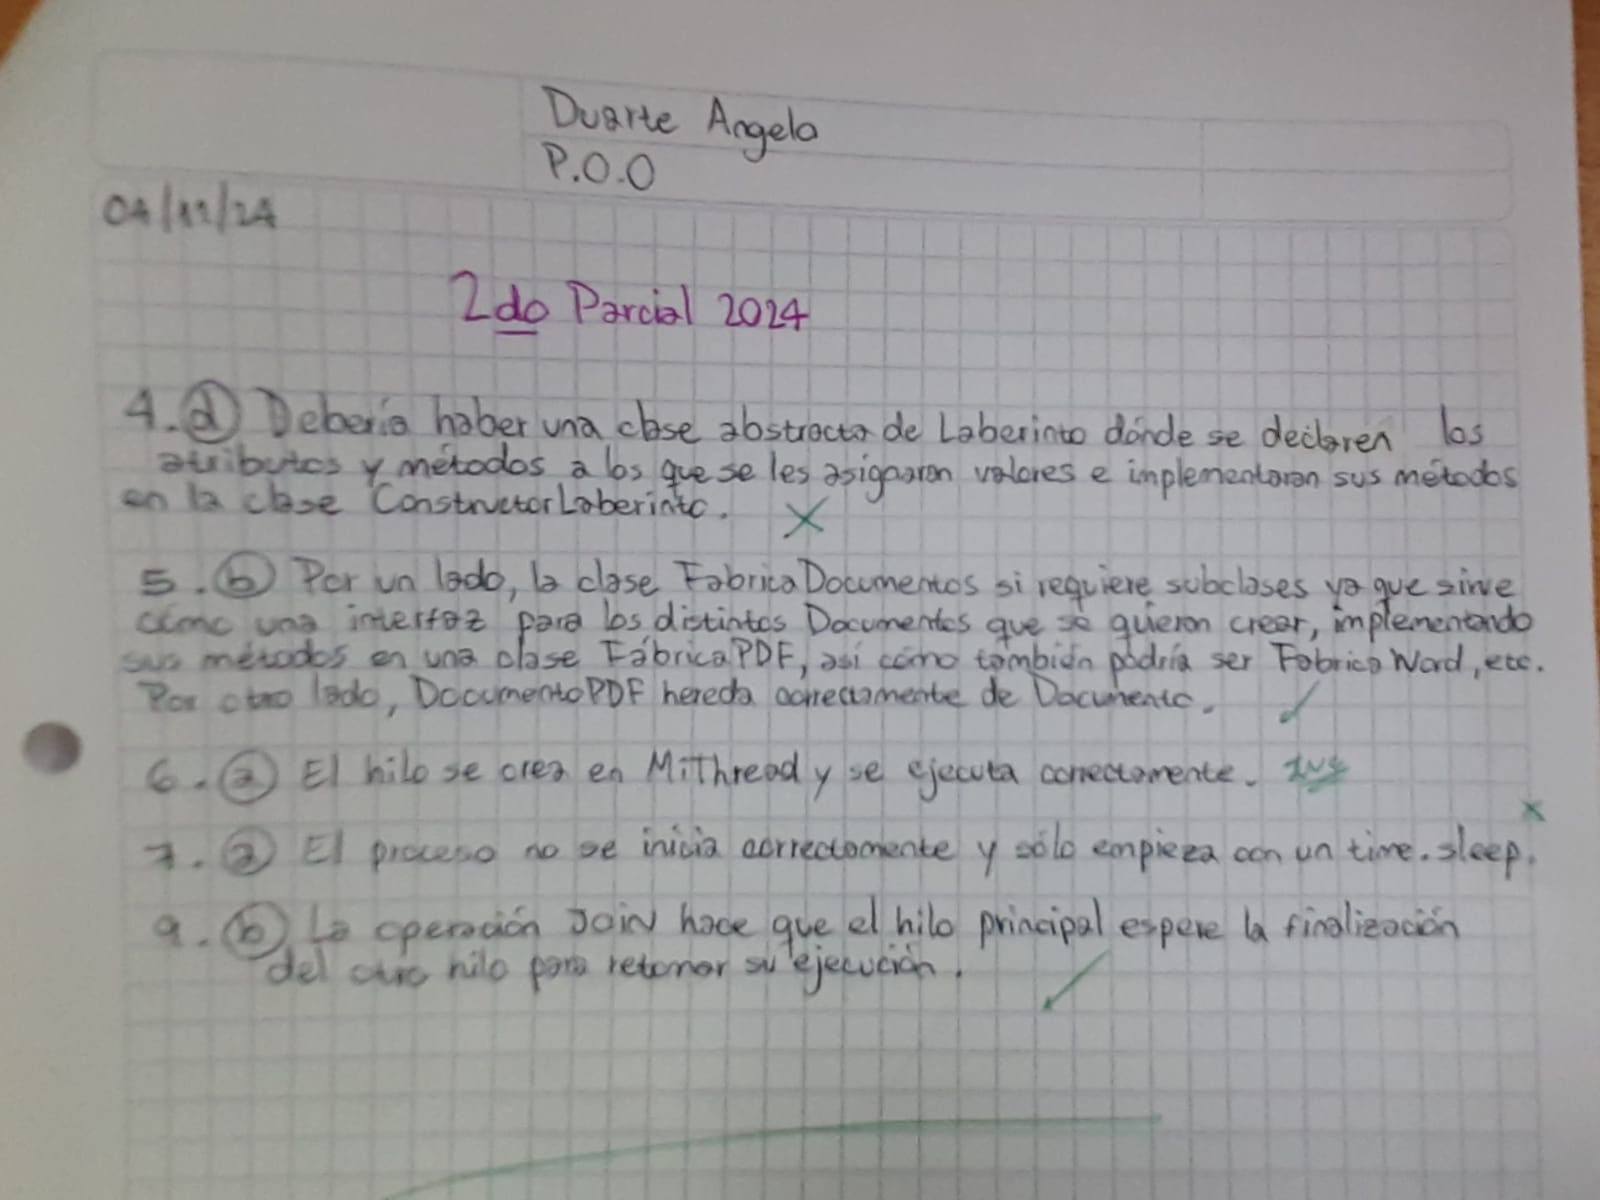 Duarte Angela
P.O.O
04/11/24
2do Parcial 2024
4. a Debería haber una clase abstracta de Laberinto dónde se declaren los
atributos y métodos a los que se les asignaran valores e implementaran sus métodos
en la clase ConstructorLaberinto. X
5. b Por un lado, la clase FabricaDocumentos si requiere subclases ya que sirve
cómo una interfaz para los distintos Documentos que se quieran crear, implementando
sus métodos en una clase FábricaPDF, así cómo también podría ser FabricaWord, etc.
Por otro lado, DocumentoPDF hereda correctamente de Documento. ✓
6. a El hilo se crea en MiThread y se ejecuta correctamente.
7. a El proceso no se inicia correctamente y sólo empieza con un time.sleep. X
9. b La operación JOIN hace que el hilo principal espere la finalización
del otro hilo para retomar su ejecución. ✓